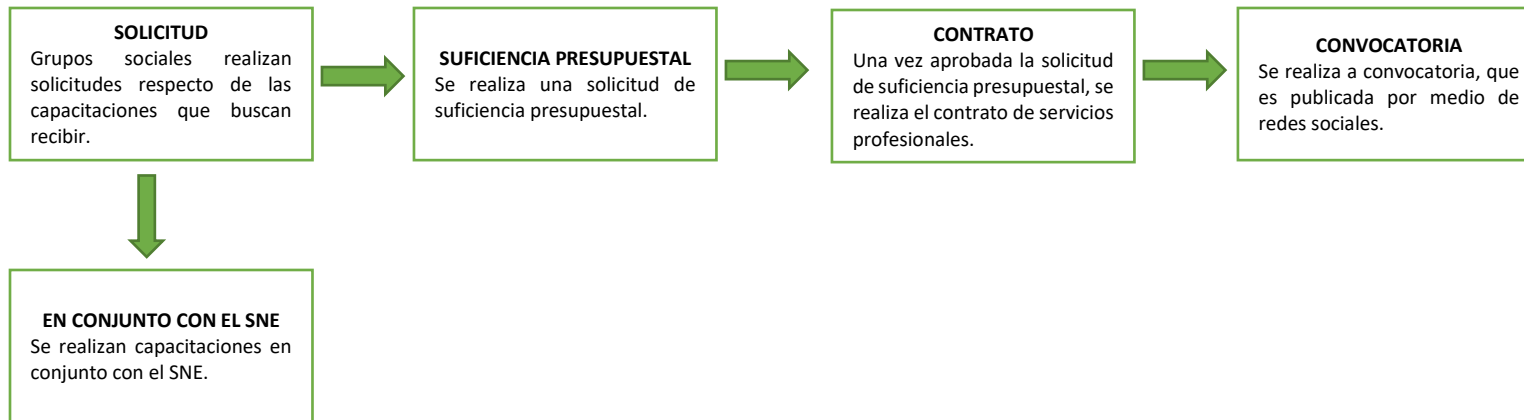 SOLICITUD
Grupos sociales realizan
solicitudes respecto de las
capacitaciones que buscan
recibir.
SUFICIENCIA PRESUPUESTAL
Se realiza una solicitud de
suficiencia presupuestal.
CONTRATO
Una vez aprobada la solicitud
de suficiencia presupuestal, se
realiza el contrato de servicios
profesionales.
CONVOCATORIA
Se realiza a convocatoria, que
es publicada por medio de
redes sociales.
EN CONJUNTO CON EL SNE
Se realizan capacitaciones en
conjunto con el SNE.